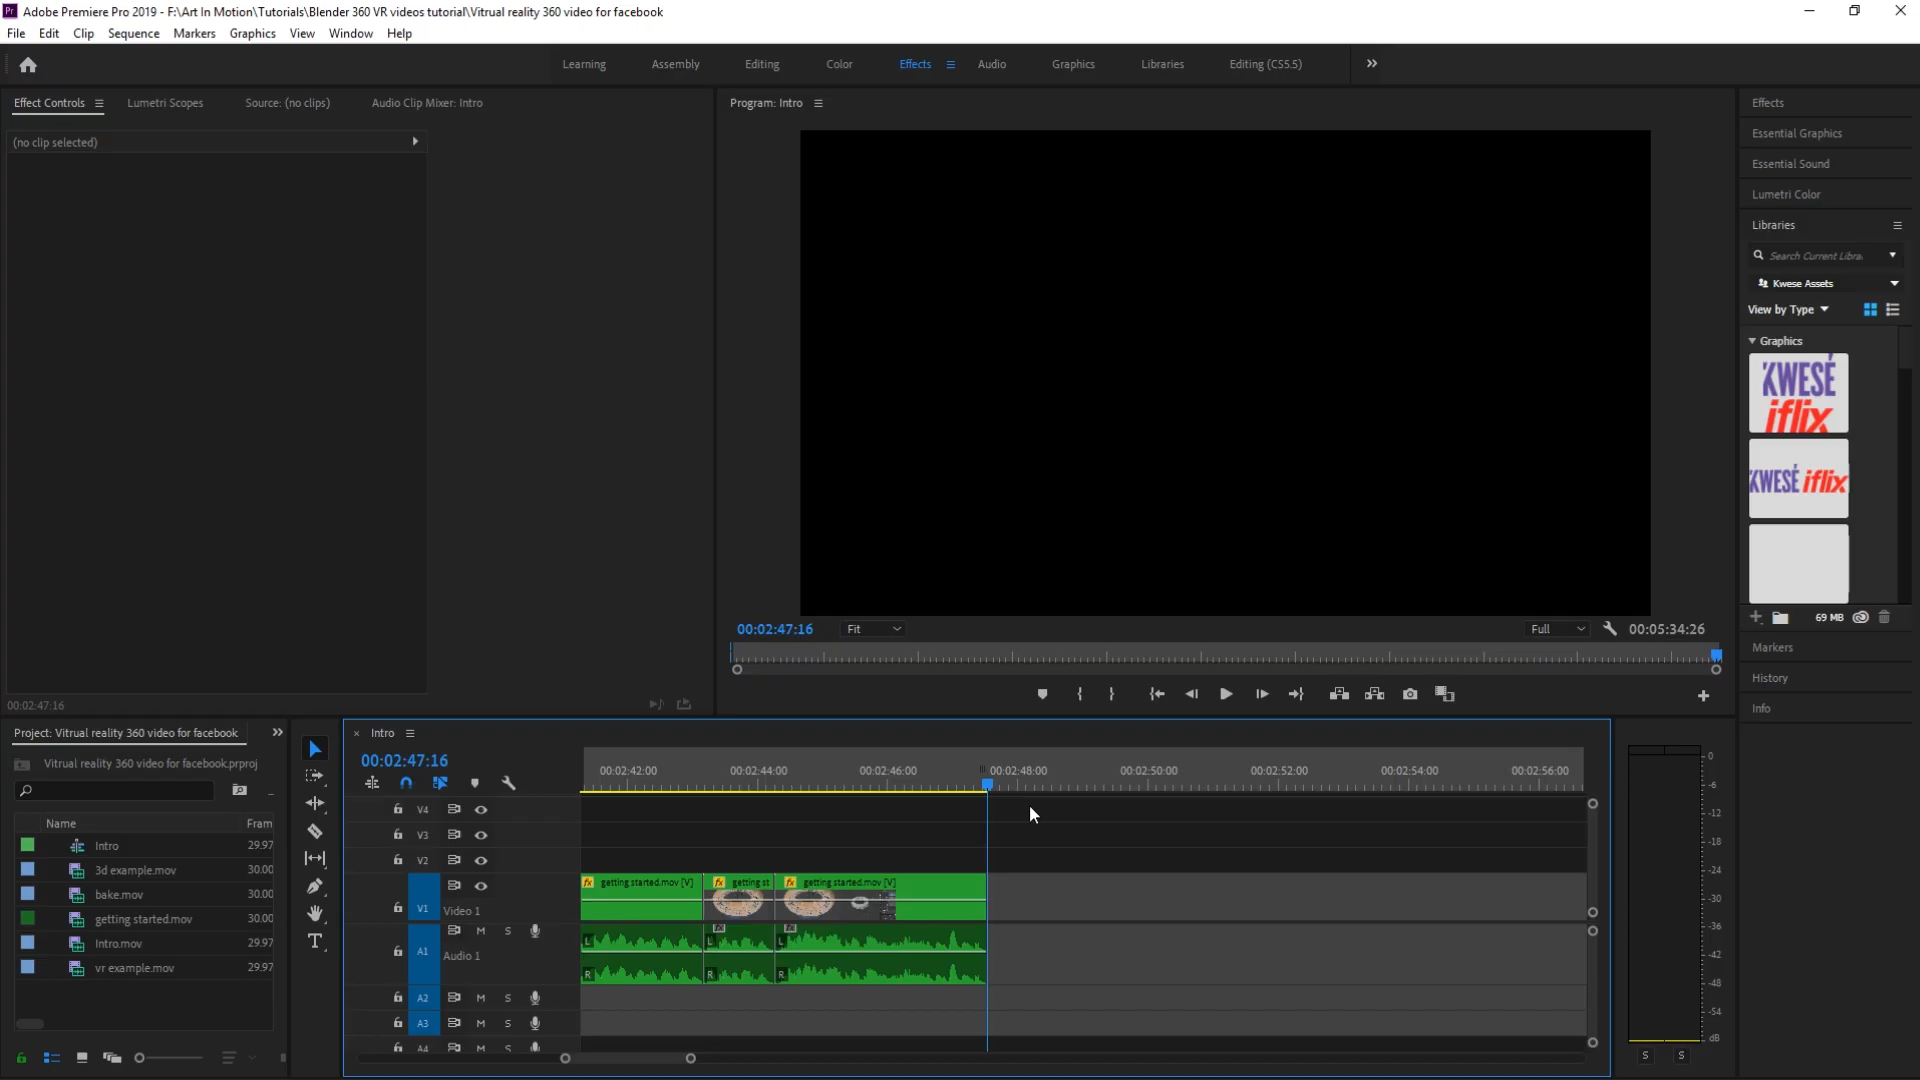 Adobe Premiere Pro 2019 - F:\Art In Motion\Tutorials\Blender 360 VR videos tutorial\Vitrual reality 360 video for facebook
File Edit Clip Sequence Markers Graphics View Window Help
Learning Assembly Editing Color Effects Audio Graphics Libraries Editing (CS5.5)
Effect Controls Lumetri Scopes Source: (no clips) Audio Clip Mixer: Intro
(no clip selected)
00:02:47:16
Program: Intro
00:02:47:16 Fit Full 00:05:34:26
Effects
Essential Graphics
Essential Sound
Lumetri Color
Libraries
Search Current Libra
Kwese Assets
View by Type
Graphics
KWESÉ
iflix
KWESÉ iflix
69 MB
Markers
History
Info
Project: Vitrual reality 360 video for facebook
Vitrual reality 360 video for facebook.prproj
Name Fram
Intro 29.97
3d example.mov 30.00
bake.mov 30.00
getting started.mov 30.00
Intro.mov 29.97
vr example.mov 29.97
Intro
00:02:47:16
00:02:42:00 00:02:44:00 00:02:46:00 00:02:48:00 00:02:50:00 00:02:52:00 00:02:54:00 00:02:56:00
V4
V3
V2
V1 Video 1
fx getting started.mov [V] fx getting st fx getting started.mov [V]
A1 M S
Audio 1
L L fx L fx
R R R
A2 M S
A3 M S
A4 M S
0
-6
-12
-18
-24
-30
-36
-42
-48
-54
dB
S S